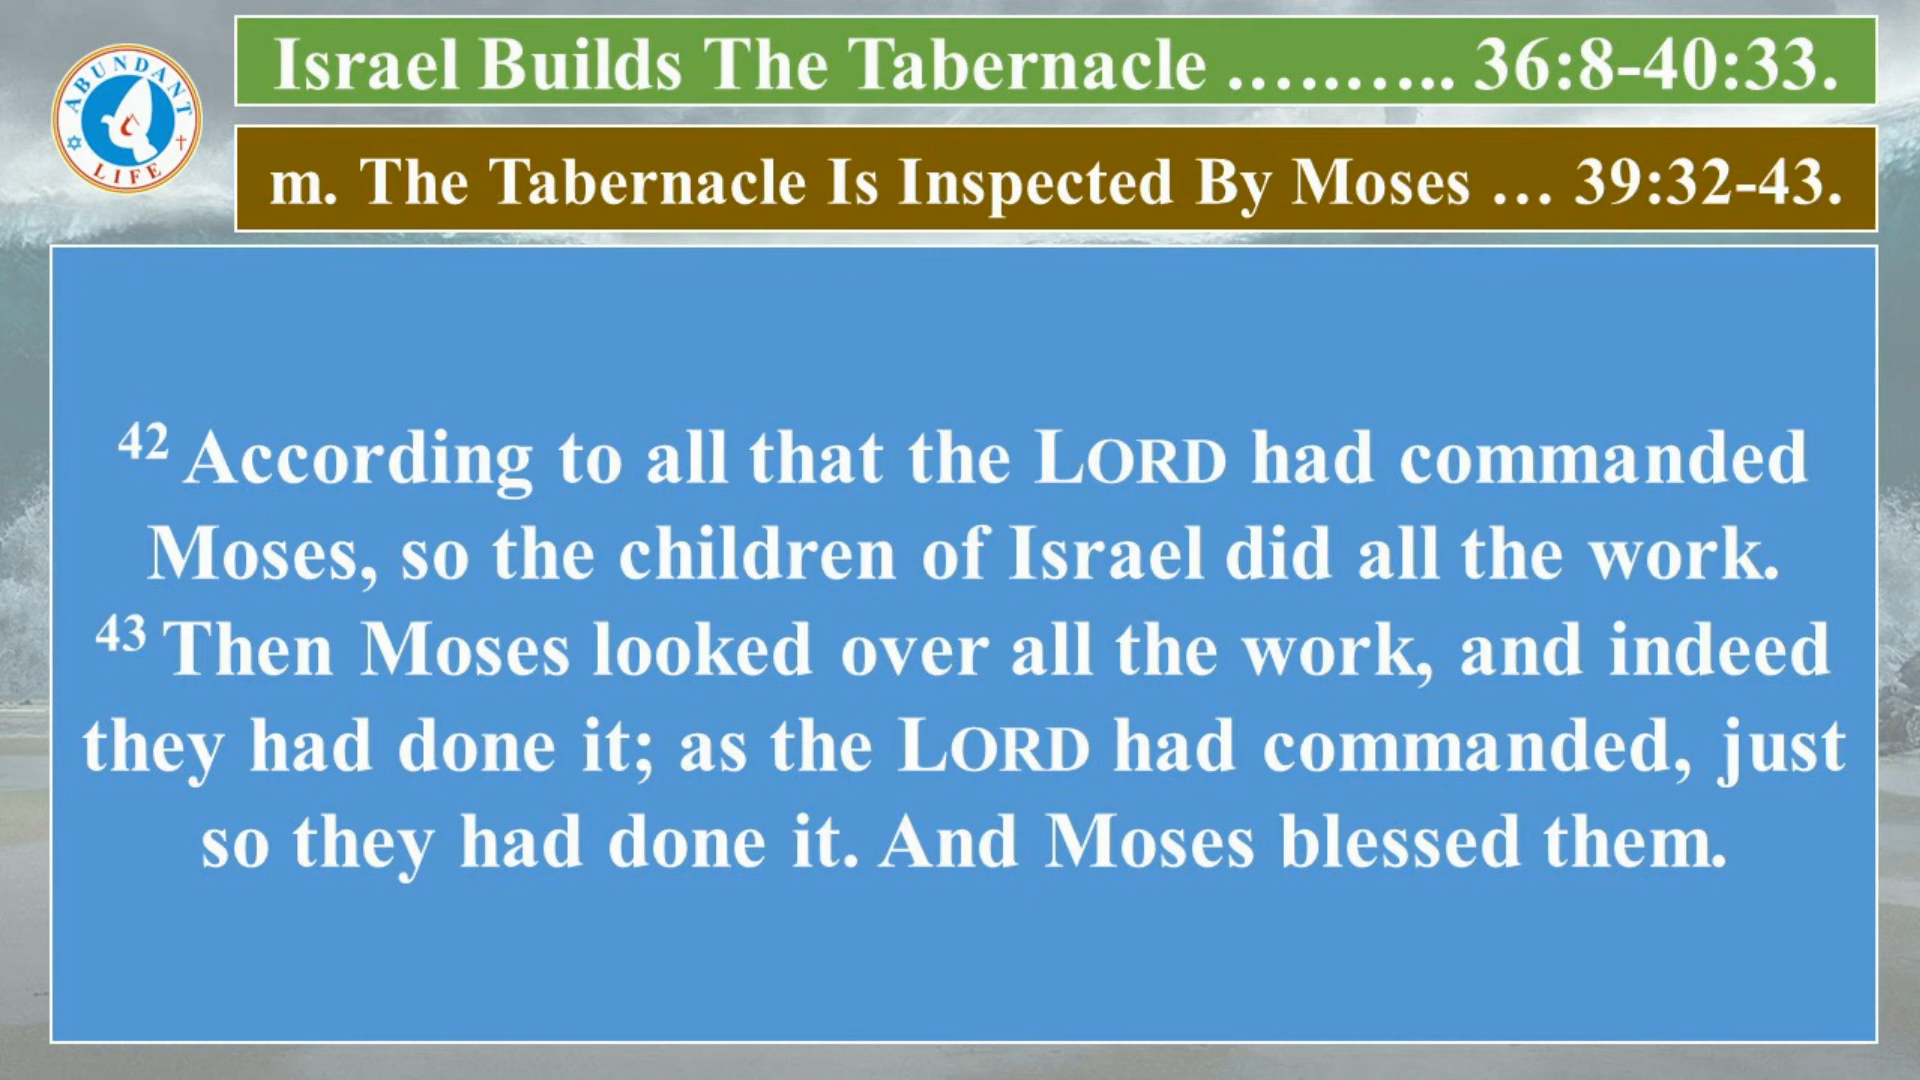 ABUNDANT
LIFE
Israel Builds The Tabernacle ……….. 36:8-40:33.
m. The Tabernacle Is Inspected By Moses … 39:32-43.
42 According to all that the LORD had commanded
Moses, so the children of Israel did all the work.
43 Then Moses looked over all the work, and indeed
they had done it; as the LORD had commanded, just
so they had done it. And Moses blessed them.